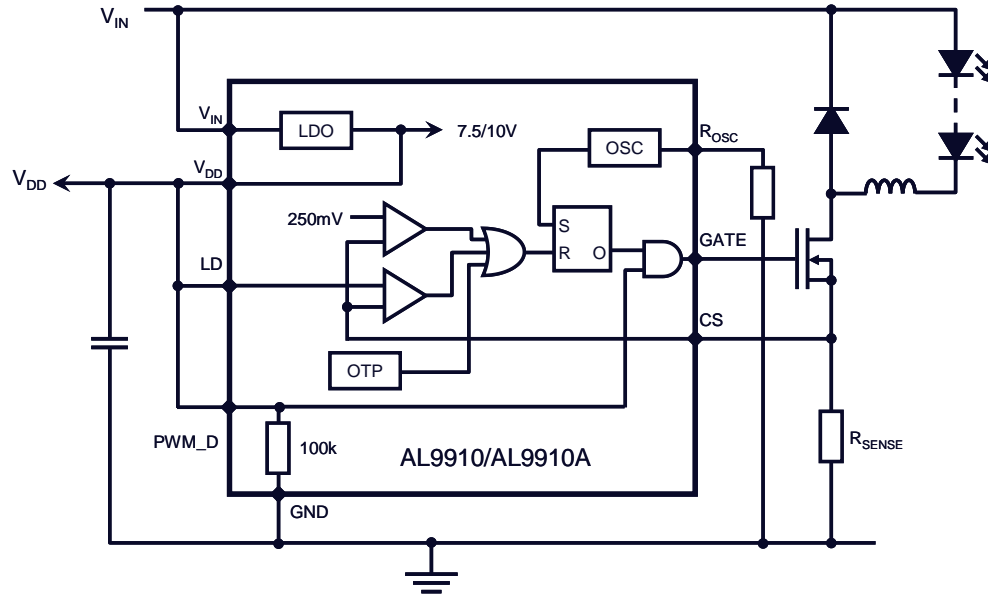 VIN
VIN
LDO
7.5/10V
ROSC
OSC
VDD
VDD
250mV
S
R O
GATE
LD
CS
OTP
PWM_D
100k
AL9910/AL9910A
RSENSE
GND